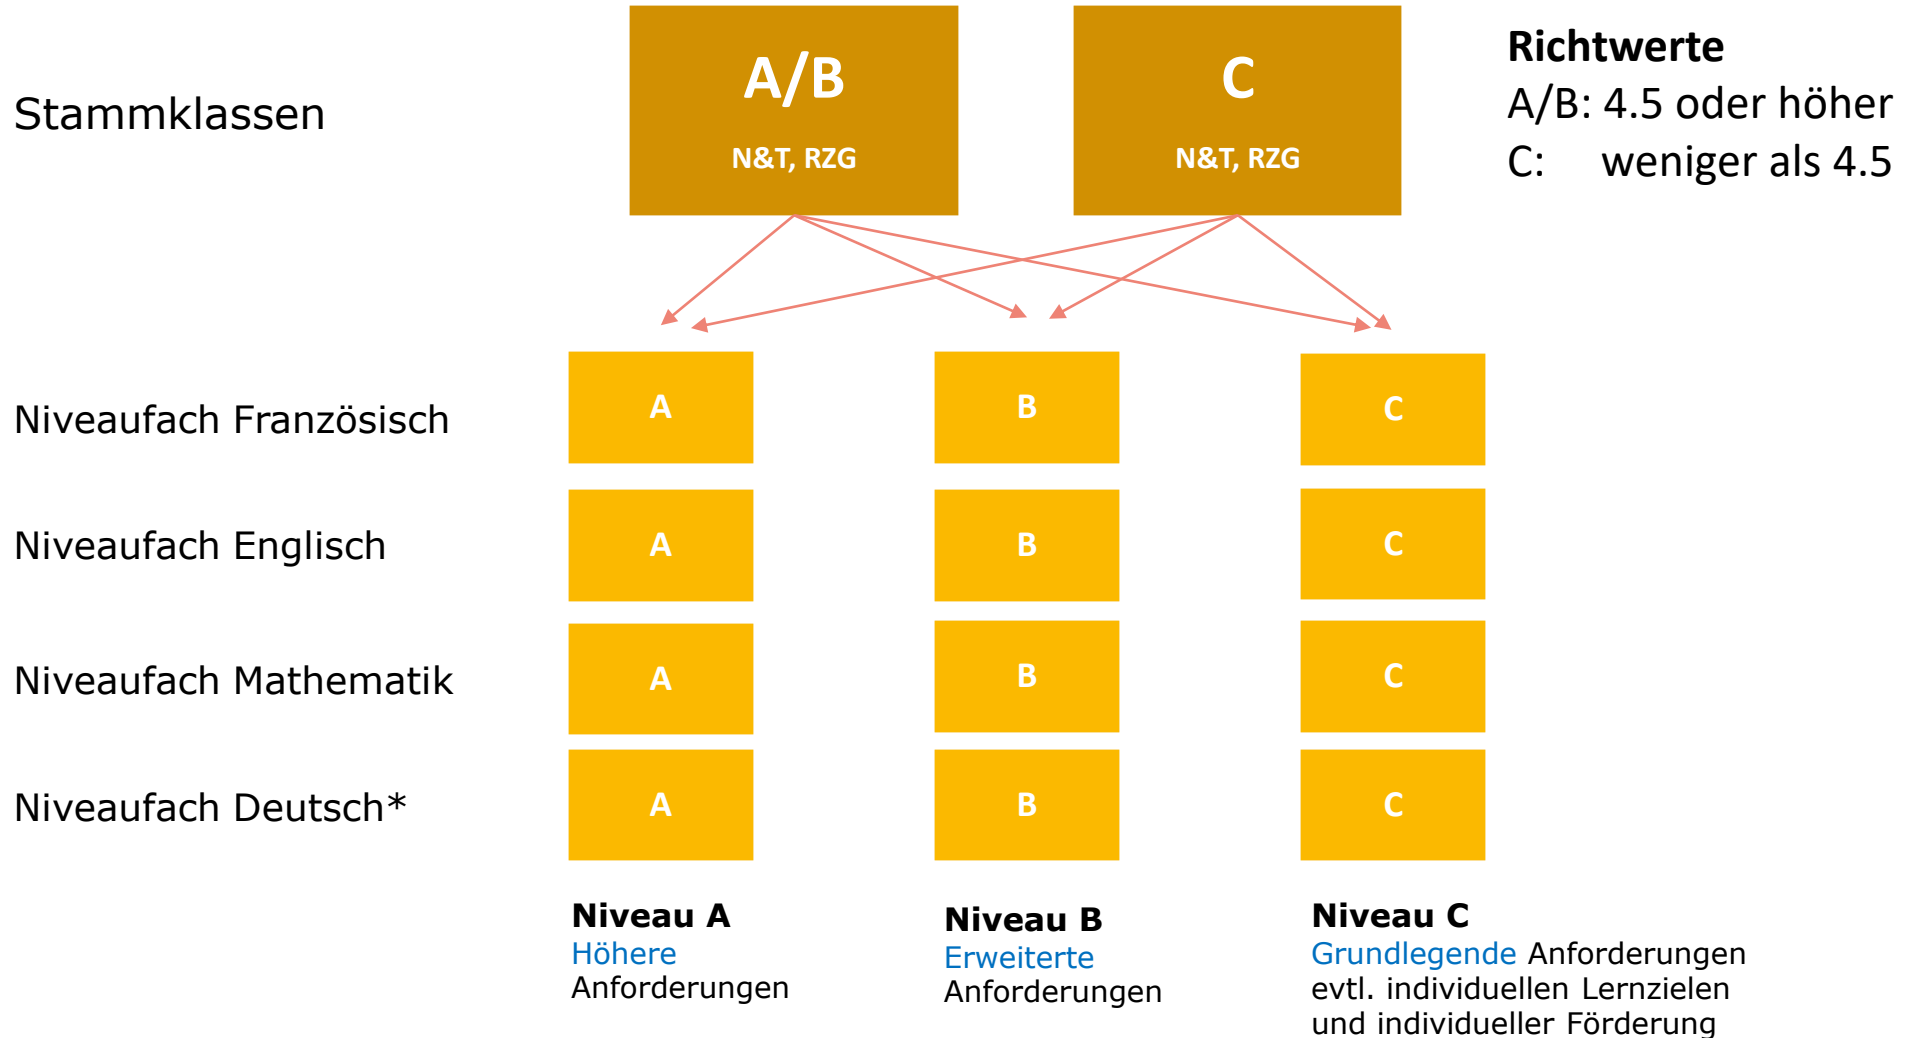 Stammklassen
A/B
N&T, RZG
C
N&T, RZG
Richtwerte
A/B: 4.5 oder höher
C: weniger als 4.5
Niveaufach Französisch
A
B
C
Niveaufach Englisch
A
B
C
Niveaufach Mathematik
A
B
C
Niveaufach Deutsch*
A
B
C
Niveau A
Höhere
Anforderungen
Niveau B
Erweiterte
Anforderungen
Niveau C
Grundlegende Anforderungen
evtl. individuellen Lernzielen
und individueller Förderung